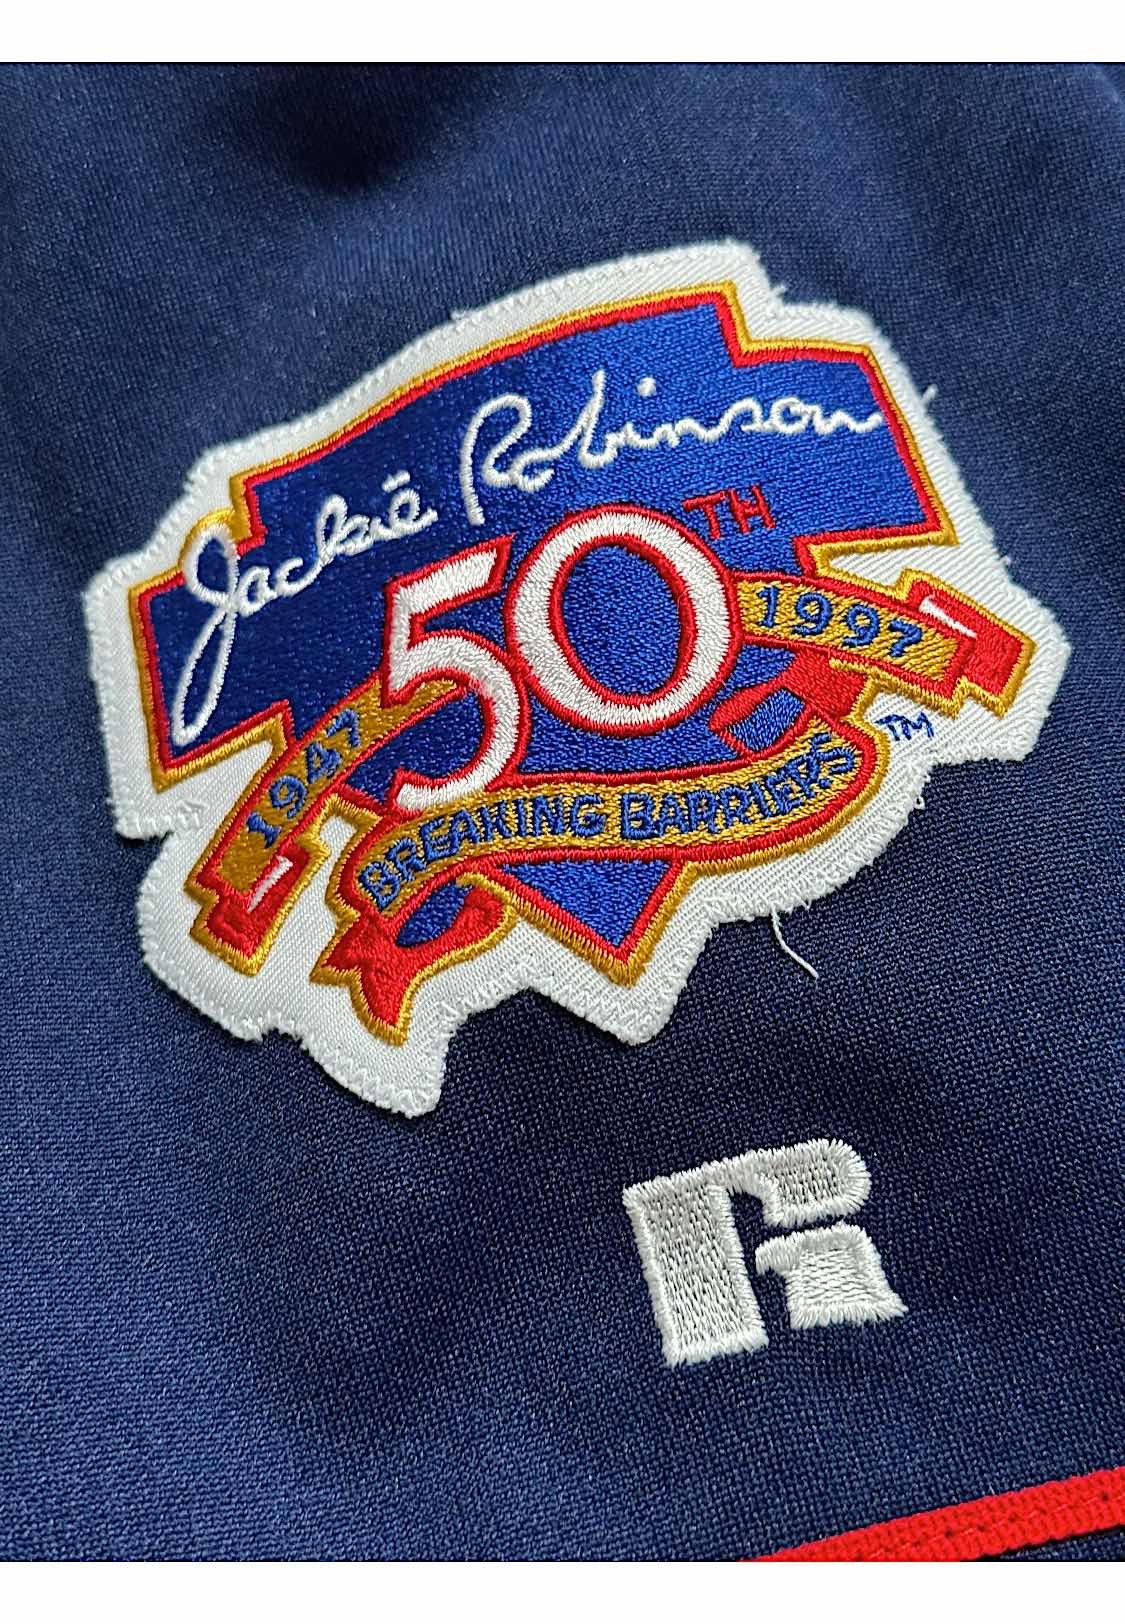 Jackie Robinson
50TH
1947
1997
BREAKING BARRIERS
TM
R